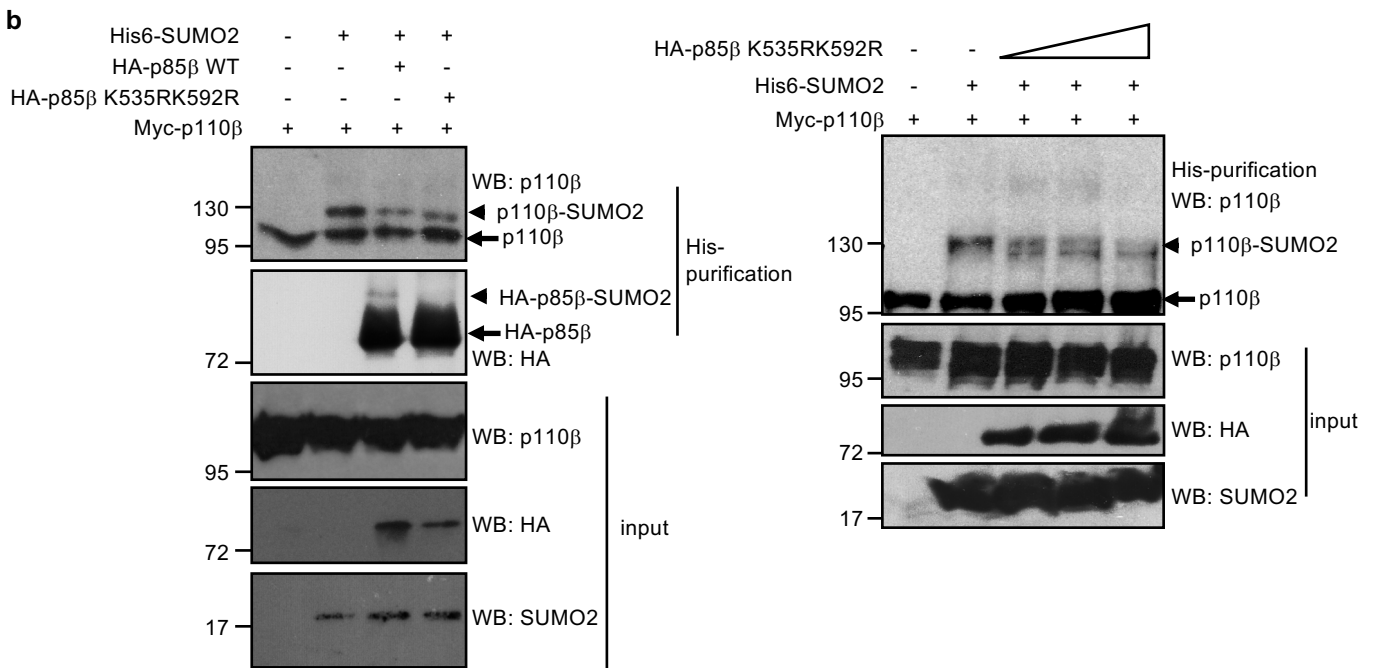 b
His6-SUMO2 - + + +
HA-p85β WT - - + -
HA-p85β K535RK592R - - - +
Myc-p110β + + + +
WB: p110β
130
p110β-SUMO2
95
p110β
His-
purification
HA-p85β-SUMO2
HA-p85β
72
WB: HA
WB: p110β
95
WB: HA
72
input
WB: SUMO2
17
HA-p85β K535RK592R - -
His6-SUMO2 - + + + +
Myc-p110β + + + + +
His-purification
WB: p110β
130
p110β-SUMO2
95
p110β
WB: p110β
95
WB: HA
72
input
WB: SUMO2
17